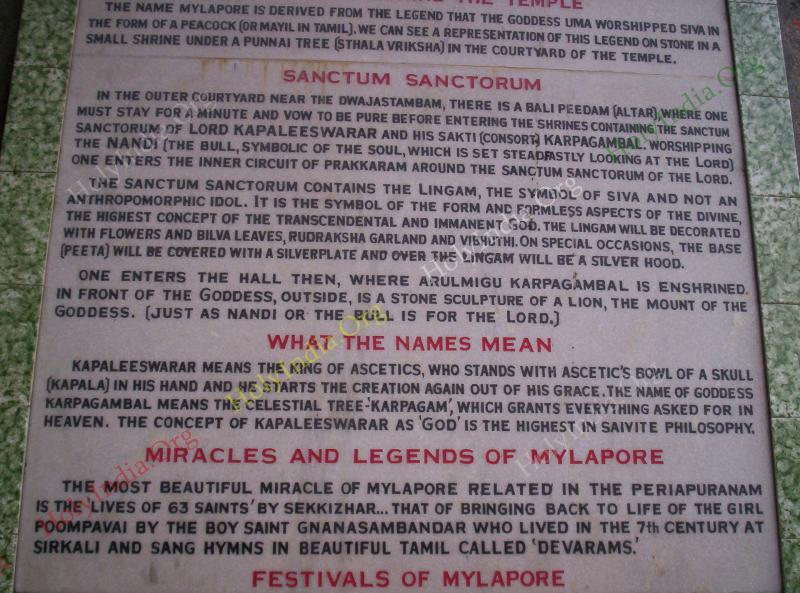 THE TEMPLE
THE NAME MYLAPORE IS DERIVED FROM THE LEGEND THAT THE GODDESS UMA WORSHIPPED SIVA IN
THE FORM OF A PEACOCK (OR MAYIL IN TAMIL). WE CAN SEE A REPRESENTATION OF THIS LEGEND ON STONE IN A
SMALL SHRINE UNDER A PUNNAI TREE (STHALA VRIKSHA) IN THE COURTYARD OF THE TEMPLE.
SANCTUM SANCTORUM
IN THE OUTER COURTYARD NEAR THE DWAJASTAMBAM, THERE IS A BALI PEEDAM (ALTAR), WHERE ONE
MUST STAY FOR A MINUTE AND VOW TO BE PURE BEFORE ENTERING THE SHRINES CONTAINING THE SANCTUM
SANCTORUM OF LORD KAPALEESWARAR AND HIS SAKTI (CONSORT) KARPAGAMBAL. WORSHIPPING
THE NANDI (THE BULL, SYMBOLIC OF THE SOUL, WHICH IS SET STEADFASTLY LOOKING AT THE LORD)
ONE ENTERS THE INNER CIRCUIT OF PRAKKARAM AROUND THE SANCTUM SANCTORUM OF THE LORD.
THE SANCTUM SANCTORUM CONTAINS THE LINGAM, THE SYMBOL OF SIVA AND NOT AN
ANTHROPOMORPHIC IDOL. IT IS THE SYMBOL OF THE FORM AND FORMLESS ASPECTS OF THE DIVINE,
THE HIGHEST CONCEPT OF THE TRANSCENDENTAL AND IMMANENT GOD. THE LINGAM WILL BE DECORATED
WITH FLOWERS AND BILVA LEAVES, RUDRAKSHA GARLAND AND VIBHUTHI. ON SPECIAL OCCASIONS, THE BASE
(PEETA) WILL BE COVERED WITH A SILVERPLATE AND OVER THE LINGAM WILL BE A SILVER HOOD.
ONE ENTERS THE HALL THEN, WHERE ARULMIGU KARPAGAMBAL IS ENSHRINED.
IN FRONT OF THE GODDESS, OUTSIDE, IS A STONE SCULPTURE OF A LION, THE MOUNT OF THE
GODDESS. (JUST AS NANDI OR THE BULL IS FOR THE LORD.)
WHAT THE NAMES MEAN
KAPALEESWARAR MEANS THE KING OF ASCETICS, WHO STANDS WITH ASCETIC'S BOWL OF A SKULL
(KAPALA) IN HIS HAND AND HE STARTS THE CREATION AGAIN OUT OF HIS GRACE. THE NAME OF GODDESS
KARPAGAMBAL MEANS THE CELESTIAL TREE-'KARPAGAM', WHICH GRANTS EVERYTHING ASKED FOR IN
HEAVEN. THE CONCEPT OF KAPALEESWARAR AS 'GOD' IS THE HIGHEST IN SAIVITE PHILOSOPHY.
MIRACLES AND LEGENDS OF MYLAPORE
THE MOST BEAUTIFUL MIRACLE OF MYLAPORE RELATED IN THE PERIAPURANAM
IS 'THE LIVES OF 63 SAINTS' BY SEKKIZHAR... THAT OF BRINGING BACK TO LIFE OF THE GIRL
POOMPAVAI BY THE BOY SAINT GNANASAMBANDAR WHO LIVED IN THE 7th CENTURY AT
SIRKALI AND SANG HYMNS IN BEAUTIFUL TAMIL CALLED 'DEVARAMS.'
FESTIVALS OF MYLAPORE
HolyIndia.Org
HolyIndia.Org
HolyIndia.Org
HolyIndia.Org
HolyIndia.Org
HolyIndia.Org